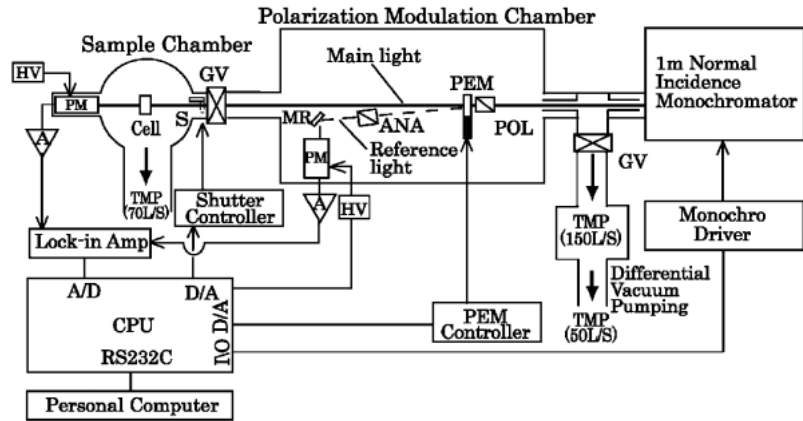 Polarization Modulation Chamber
Sample Chamber
HV
GV
Main light
PEM
1m Normal
Incidence
Monochromator
PM
S
Cell
MR
ANA
POL
A
Reference
light
PM
GV
TMP
(70L/S)
Shutter
Controller
A
HV
TMP
(150L/S)
Monochro
Driver
Lock-in Amp
A/D
D/A
Differential
Vacuum
Pumping
CPU
I\O D/A
PEM
Controller
TMP
(50L/S)
RS232C
Personal Computer